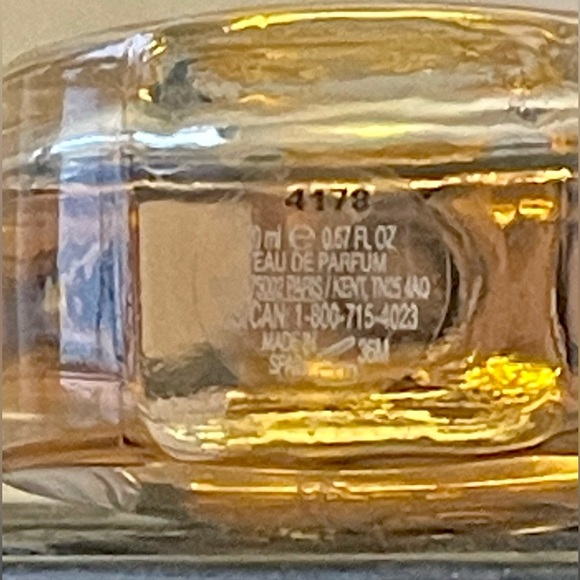 4178
0 ml ℮ 0.67 FL OZ
EAU DE PARFUM
75002 PARIS / KENT, TN25 4AQ
CAN: 1-800-715-4023
MADE IN 36M